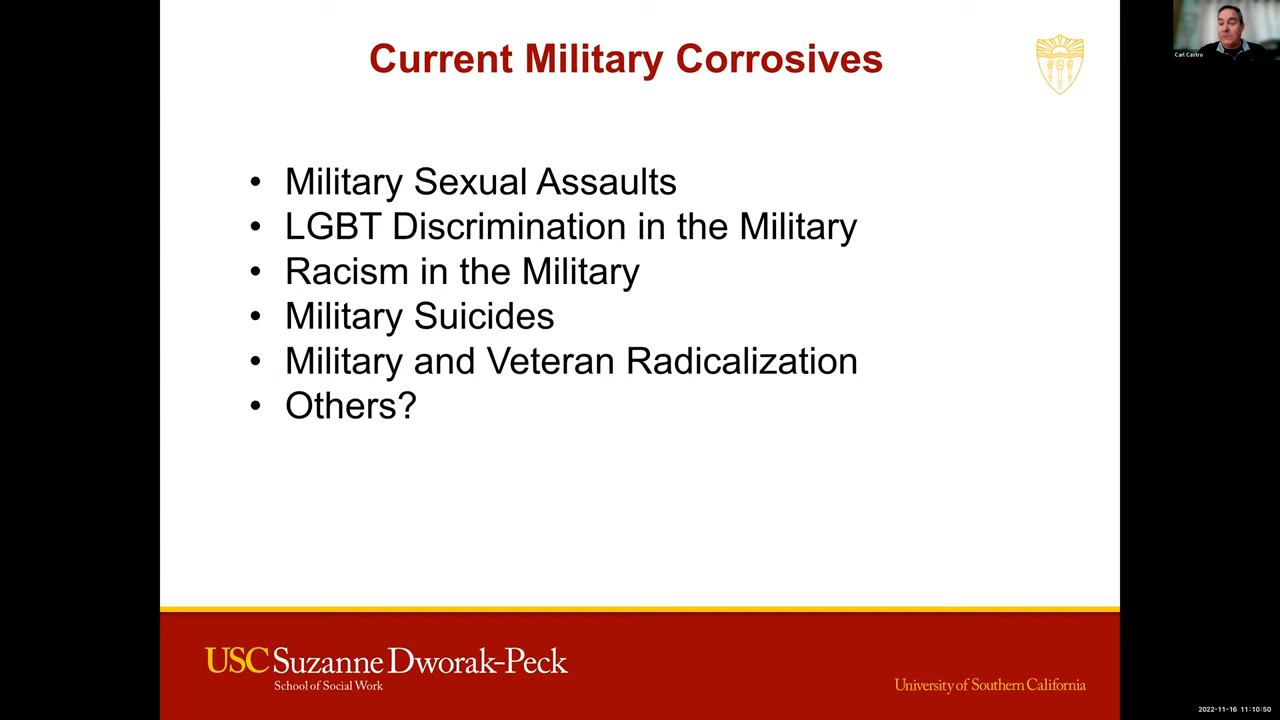 Current Military Corrosives
Carl Castro
• Military Sexual Assaults
• LGBT Discrimination in the Military
• Racism in the Military
• Military Suicides
• Military and Veteran Radicalization
• Others?
USC Suzanne Dworak-Peck
School of Social Work
University of Southern California
2022-11-16 11:10:50